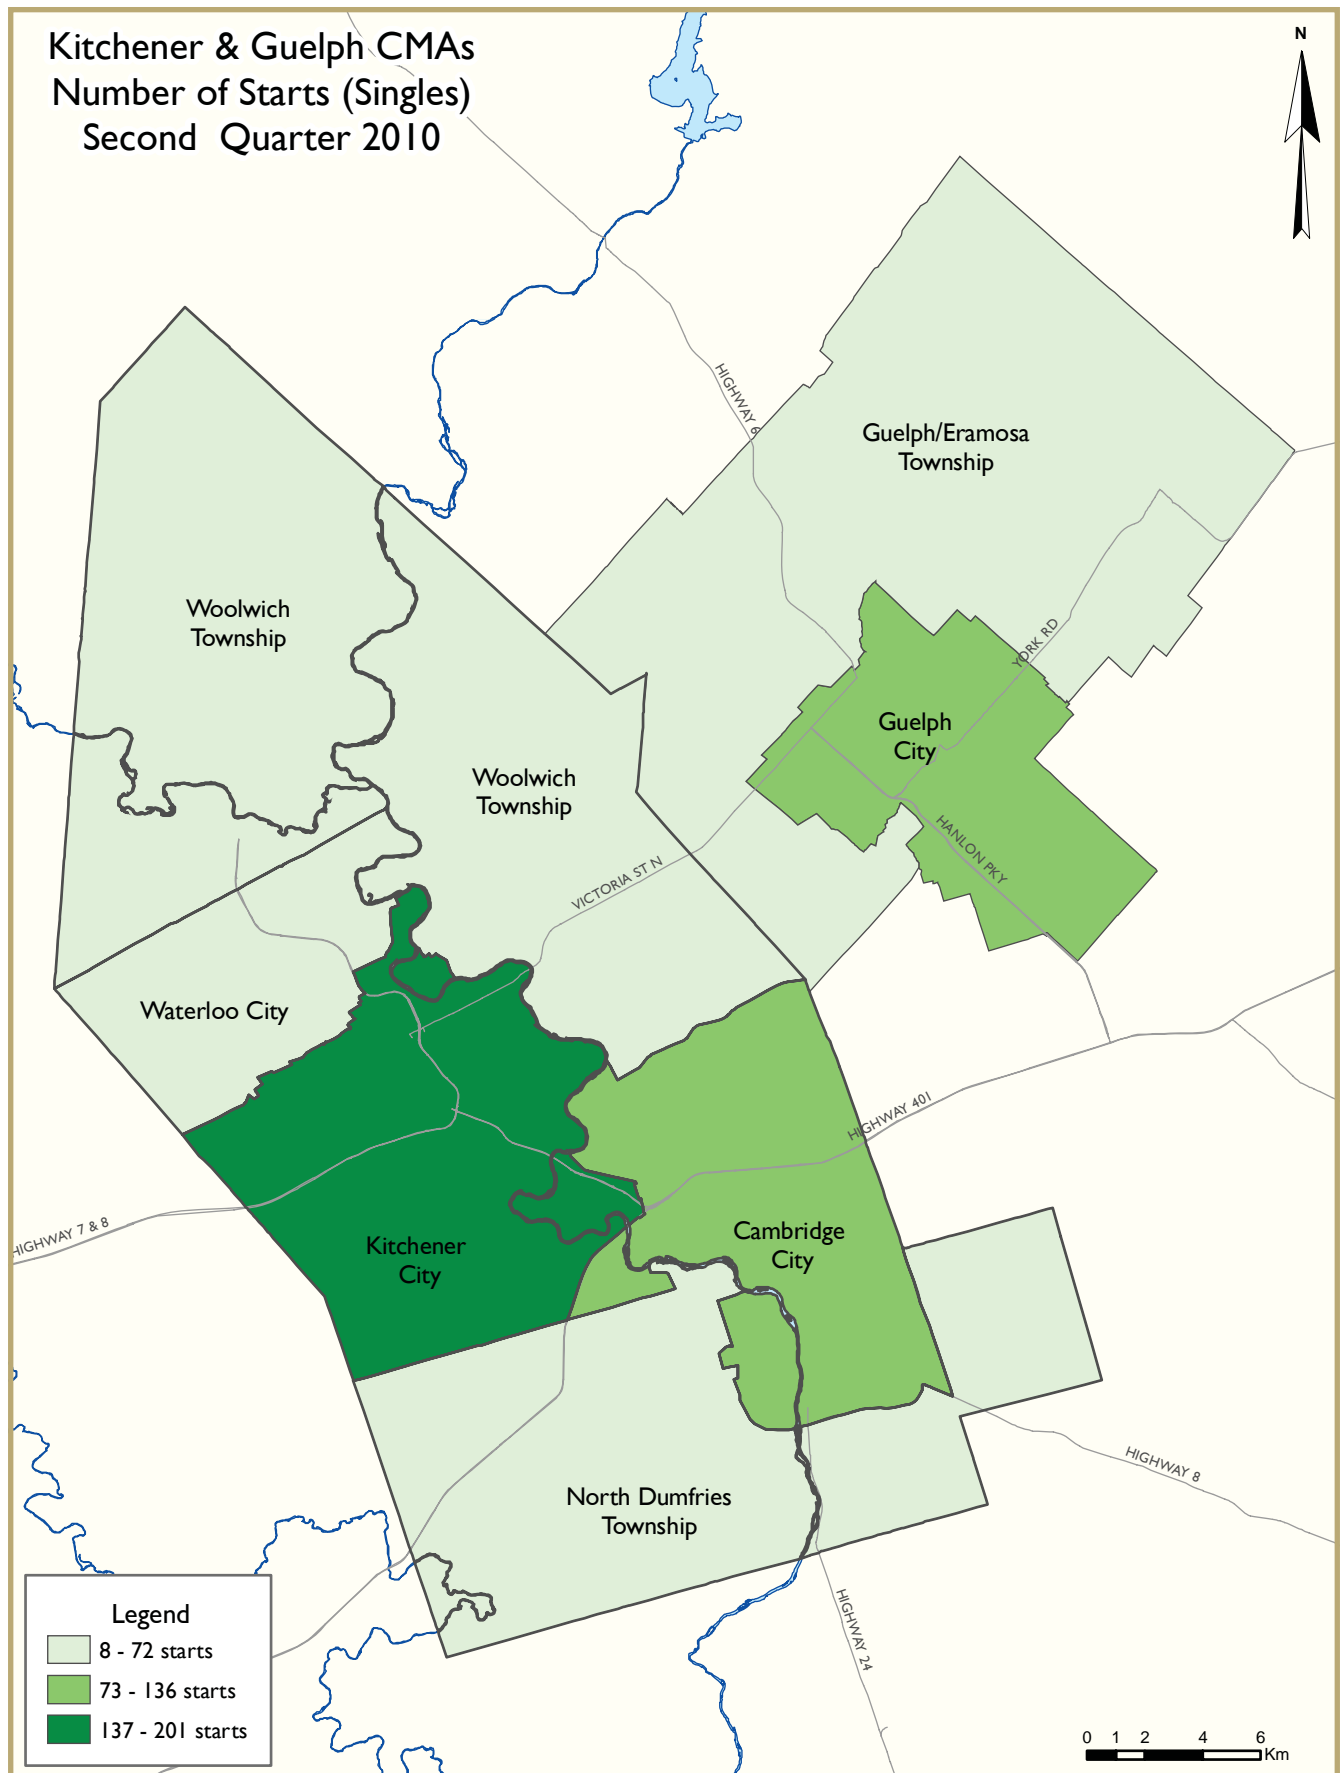 Kitchener & Guelph CMAs
Number of Starts (Singles)
Second Quarter 2010
N
HIGHWAY 6
Guelph/Eramosa
Township
Woolwich
Township
YORK RD
Guelph
City
Woolwich
Township
HANLON PKY
VICTORIA ST N
Waterloo City
HIGHWAY 401
HIGHWAY 7 & 8
Kitchener
City
Cambridge
City
HIGHWAY 8
North Dumfries
Township
HIGHWAY 24
Legend
8 - 72 starts
73 - 136 starts
137 - 201 starts
0 1 2 4 6
Km